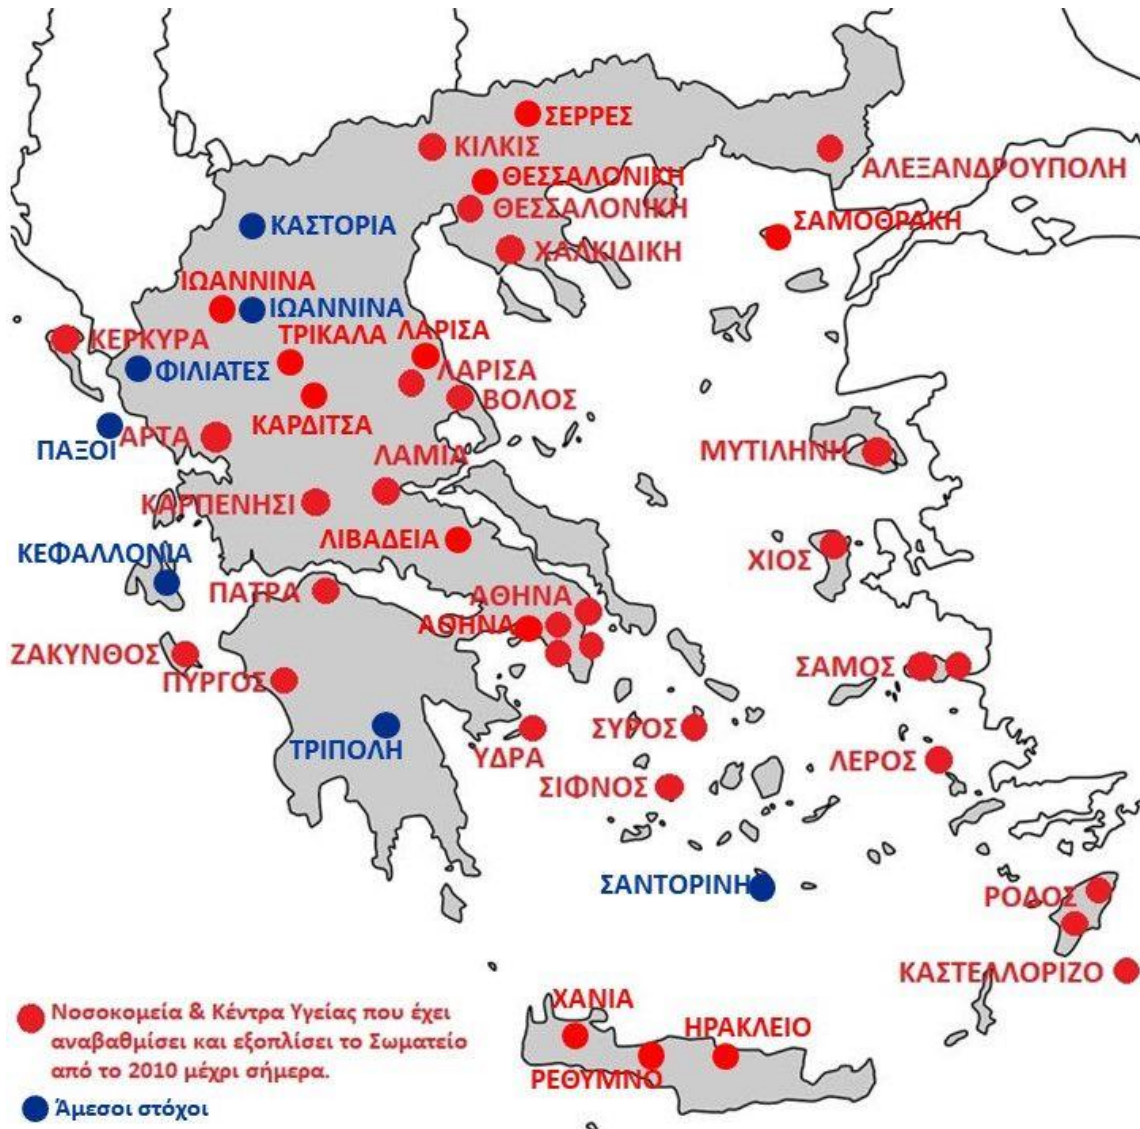 ΣΕΡΡΕΣ
ΚΙΛΚΙΣ
ΑΛΕΞΑΝΔΡΟΥΠΟΛΗ
ΘΕΣΣΑΛΟΝΙΚΗ
ΘΕΣΣΑΛΟΝΙΚΗ
ΣΑΜΟΘΡΑΚΗ
ΚΑΣΤΟΡΙΑ
ΧΑΛΚΙΔΙΚΗ
ΙΩΑΝΝΙΝΑ
ΙΩΑΝΝΙΝΑ
ΚΕΡΚΥΡΑ
ΤΡΙΚΑΛΑ
ΛΑΡΙΣΑ
ΦΙΛΙΑΤΕΣ
ΛΑΡΙΣΑ
ΒΟΛΟΣ
ΚΑΡΔΙΤΣΑ
ΑΡΤΑ
ΠΑΞΟΙ
ΛΑΜΙΑ
ΜΥΤΙΛΗΝΗ
ΚΑΡΠΕΝΗΣΙ
ΛΙΒΑΔΕΙΑ
ΚΕΦΑΛΛΟΝΙΑ
ΧΙΟΣ
ΠΑΤΡΑ
ΑΘΗΝΑ
ΑΘΗΝΑ
ΖΑΚΥΝΘΟΣ
ΣΑΜΟΣ
ΠΥΡΓΟΣ
ΣΥΡΟΣ
ΤΡΙΠΟΛΗ
ΥΔΡΑ
ΛΕΡΟΣ
ΣΙΦΝΟΣ
ΣΑΝΤΟΡΙΝΗ
ΡΟΔΟΣ
ΚΑΣΤΕΛΛΟΡΙΖΟ
ΧΑΝΙΑ
ΗΡΑΚΛΕΙΟ
ΡΕΘΥΜΝΟ
Νοσοκομεία & Κέντρα Υγείας που έχει
αναβαθμίσει και εξοπλίσει το Σωματείο
από το 2010 μέχρι σήμερα.
Άμεσοι στόχοι